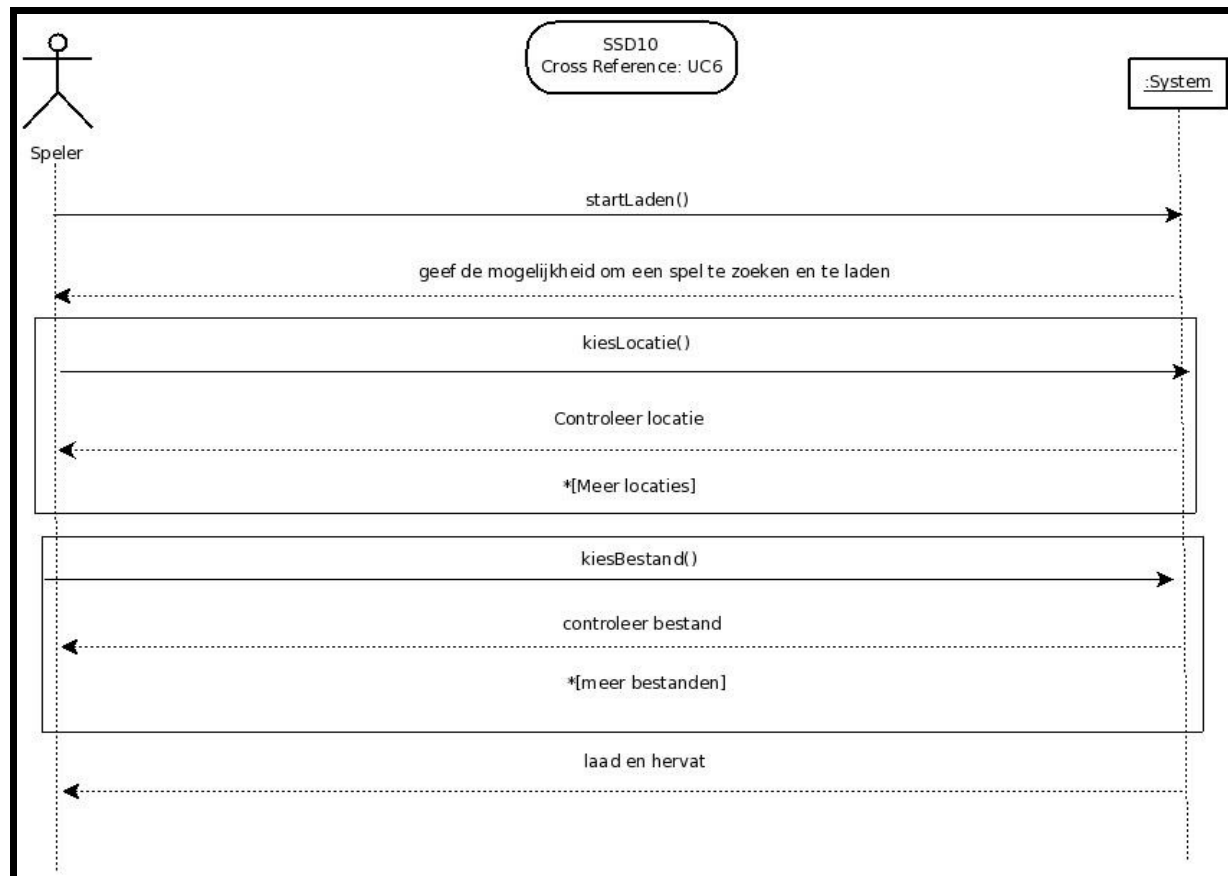 SSD10
Cross Reference: UC6
:System
Speler
startLaden()
geef de mogelijkheid om een spel te zoeken en te laden
kiesLocatie()
Controleer locatie
*[Meer locaties]
kiesBestand()
controleer bestand
*[meer bestanden]
laad en hervat